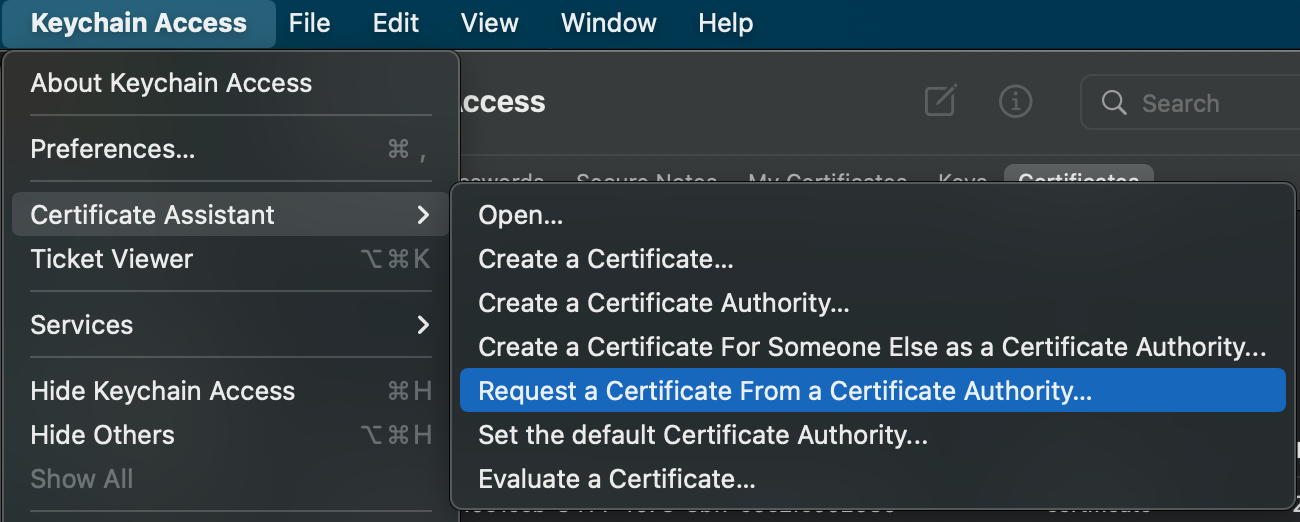 Keychain Access File Edit View Window Help
About Keychain Access
ccess
Search
Preferences... ⌘ ,
Secure Notes My Certificates Keys Certificates
Certificate Assistant
Ticket Viewer ⌥⌘K
Services
Hide Keychain Access ⌘H
Hide Others ⌥⌘H
Show All
Open...
Create a Certificate...
Create a Certificate Authority...
Create a Certificate For Someone Else as a Certificate Authority...
Request a Certificate From a Certificate Authority...
Set the default Certificate Authority...
Evaluate a Certificate...